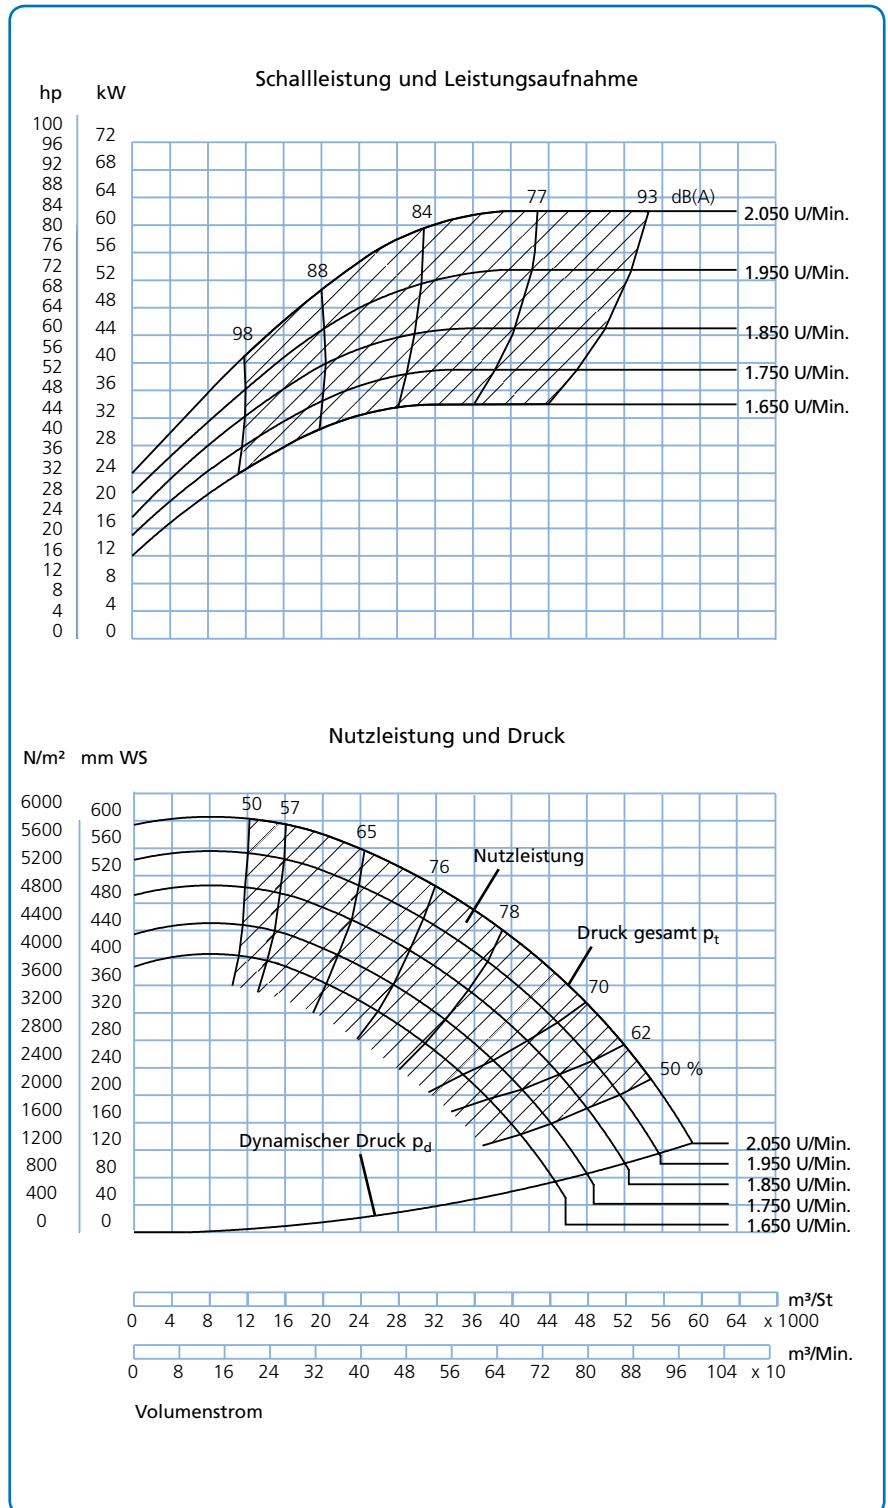 Schallleistung und Leistungsaufnahme
hp kW
100
96 72
92 68
88
84 64
80 60
76 56
72 52
68
64 48
60 44
56 40
52
48 36
44 32
40 28
36
32 24
28 20
24
20 16
16 12
12
8 8
4 4
0 0
98
88
84
77
93 dB(A)
2.050 U/Min.
1.950 U/Min.
1.850 U/Min.
1.750 U/Min.
1.650 U/Min.
Nutzleistung und Druck
N/m² mm WS
6000 600
5600 560
5200 520
4800 480
4400 440
4000 400
3600 360
3200 320
2800 280
2400 240
2000 200
1600 160
1200 120
800 80
400 40
0 0
50
57
65
76
Nutzleistung
78
Druck gesamt pt
70
62
50 %
Dynamischer Druck pd
2.050 U/Min.
1.950 U/Min.
1.850 U/Min.
1.750 U/Min.
1.650 U/Min.
m³/St
0 4 8 12 16 20 24 28 32 36 40 44 48 52 56 60 64 x 1000
m³/Min.
0 8 16 24 32 40 48 56 64 72 80 88 96 104 x 10
Volumenstrom